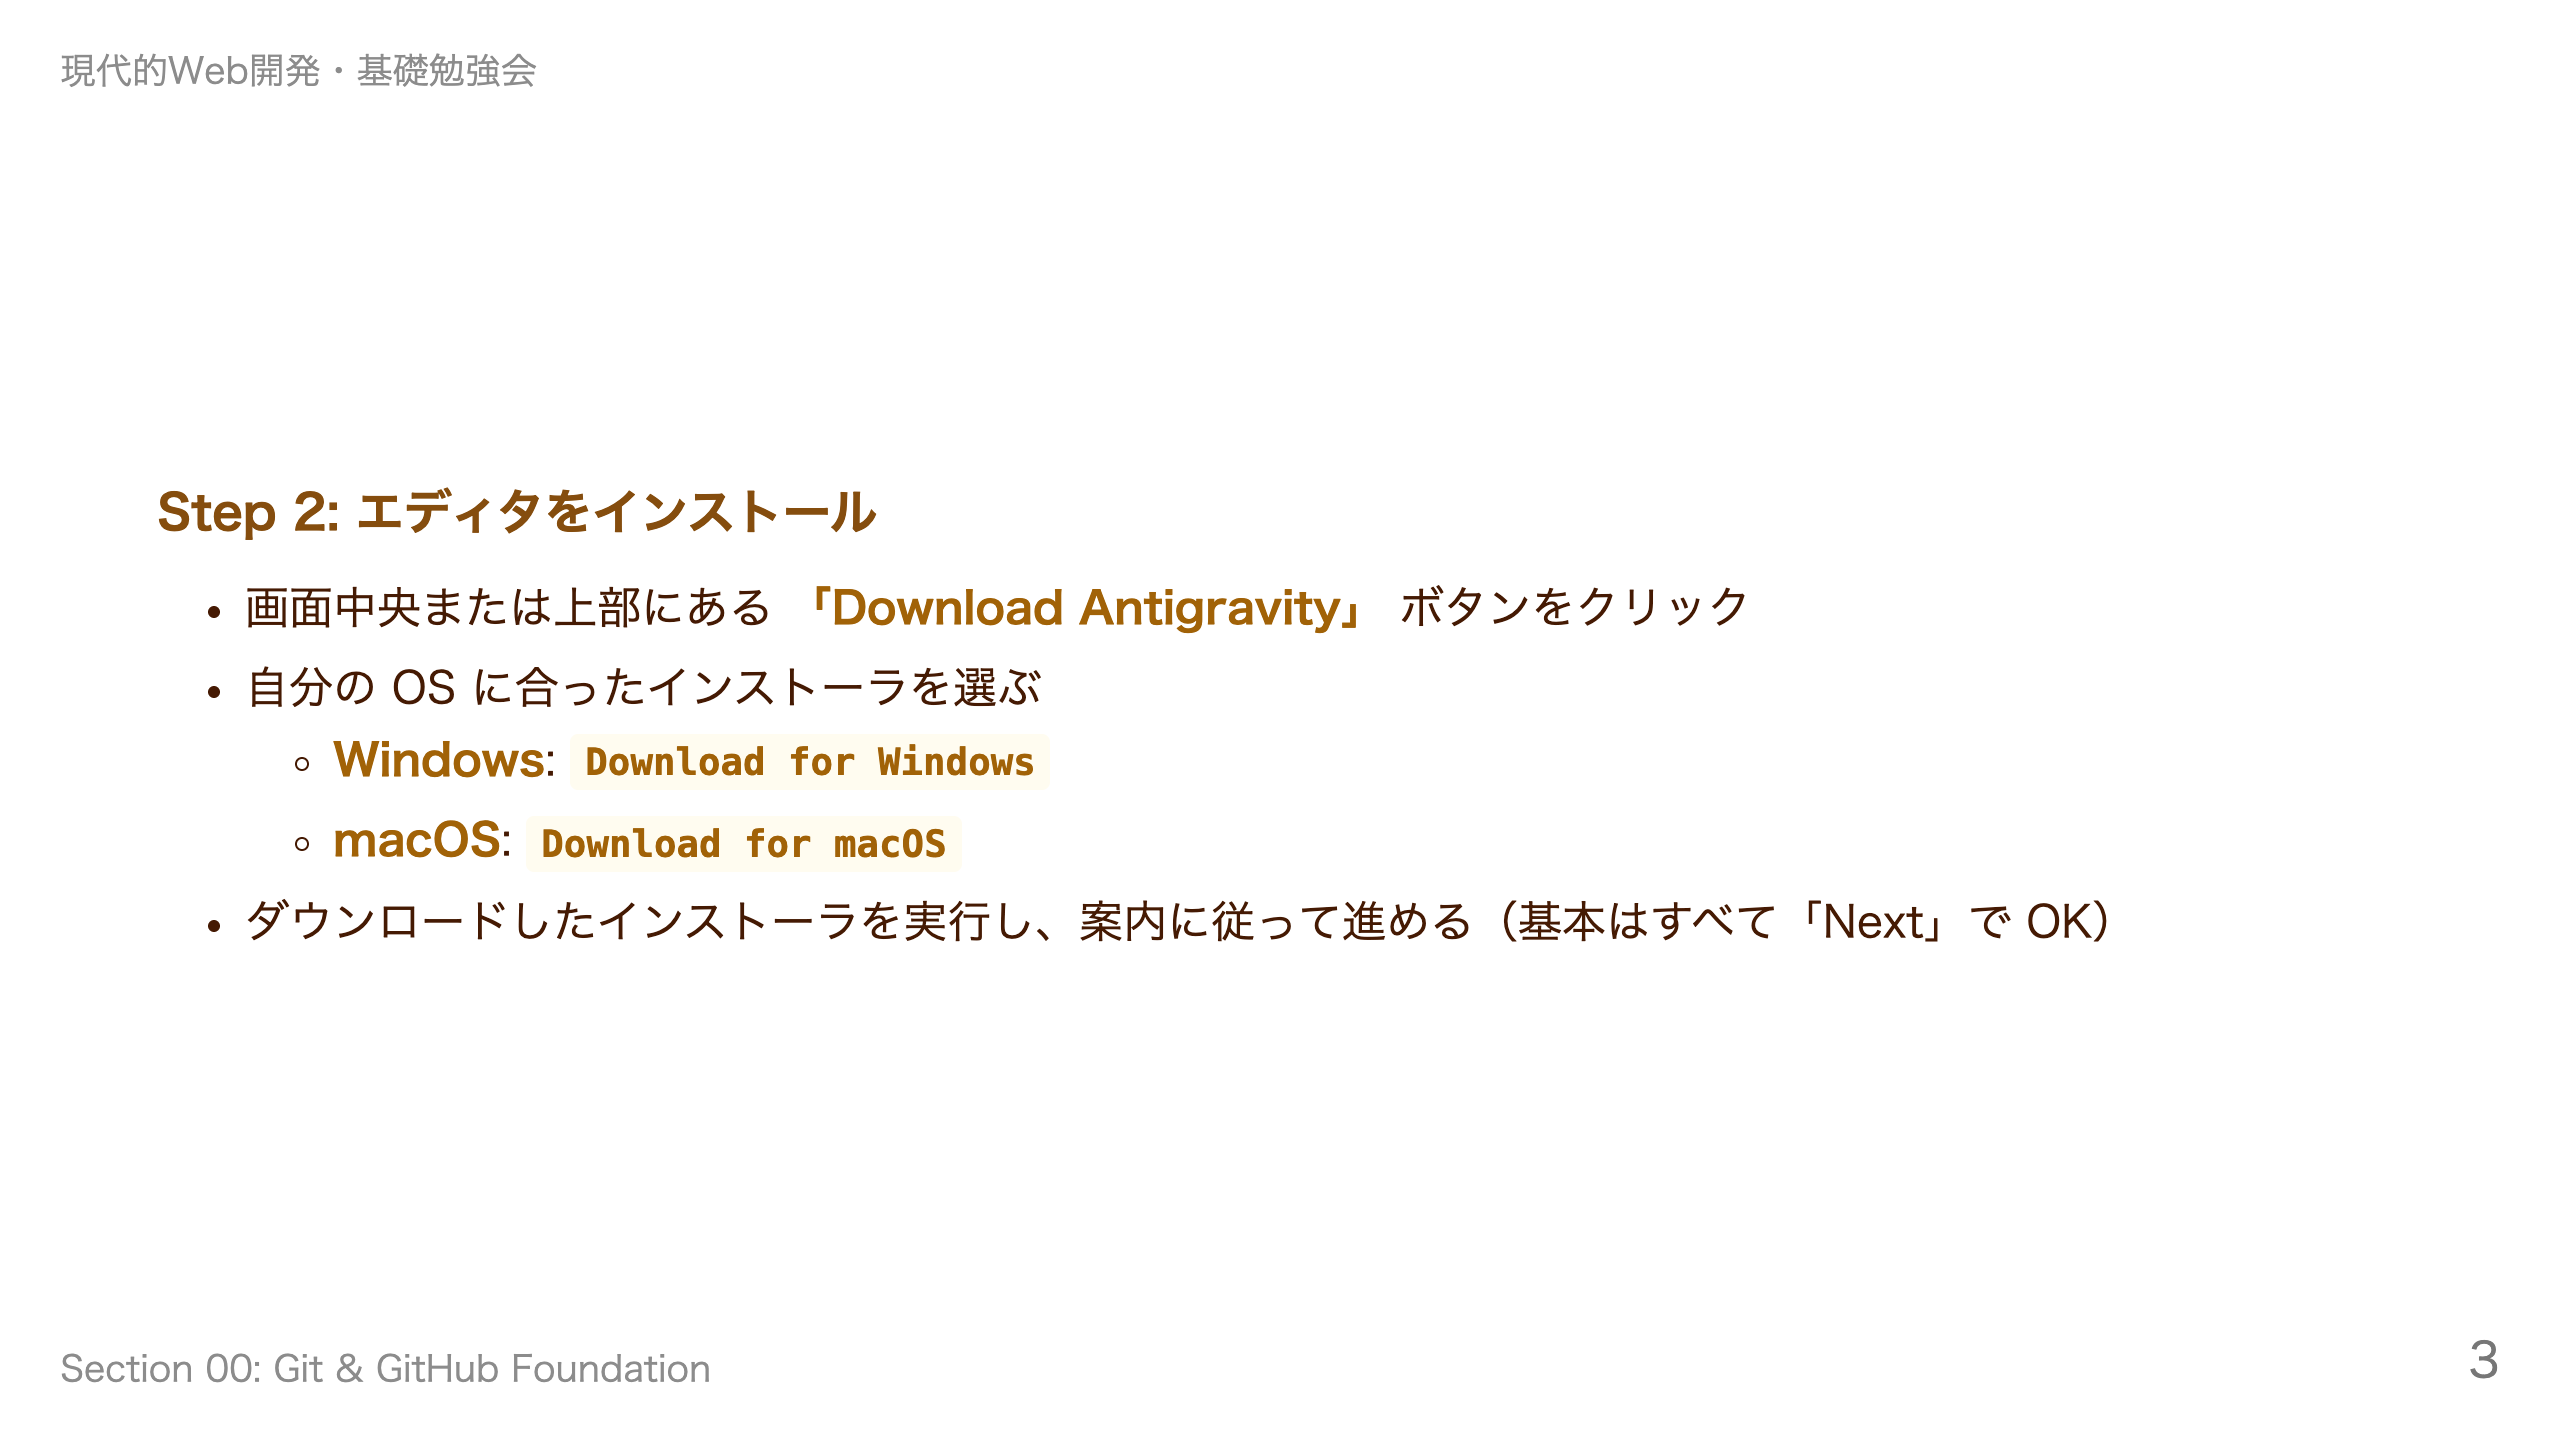 現代的Web開発・基礎勉強会
Step 2: エディタをインストール
• 画面中央または上部にある 「Download Antigravity」 ボタンをクリック
• 自分の OS に合ったインストーラを選ぶ
◦ Windows: Download for Windows
◦ macOS: Download for macOS
• ダウンロードしたインストーラを実行し、案内に従って進める（基本はすべて「Next」で OK）
Section 00: Git & GitHub Foundation
3